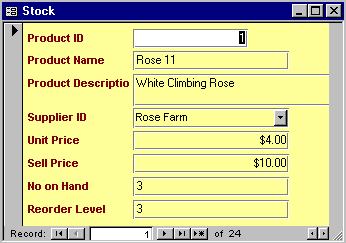 Stock
Product ID 1
Product Name Rose 11
Product Descriptio White Climbing Rose
Supplier ID Rose Farm
Unit Price $4.00
Sell Price $10.00
No on Hand 3
Reorder Level 3
Record: 1 of 24